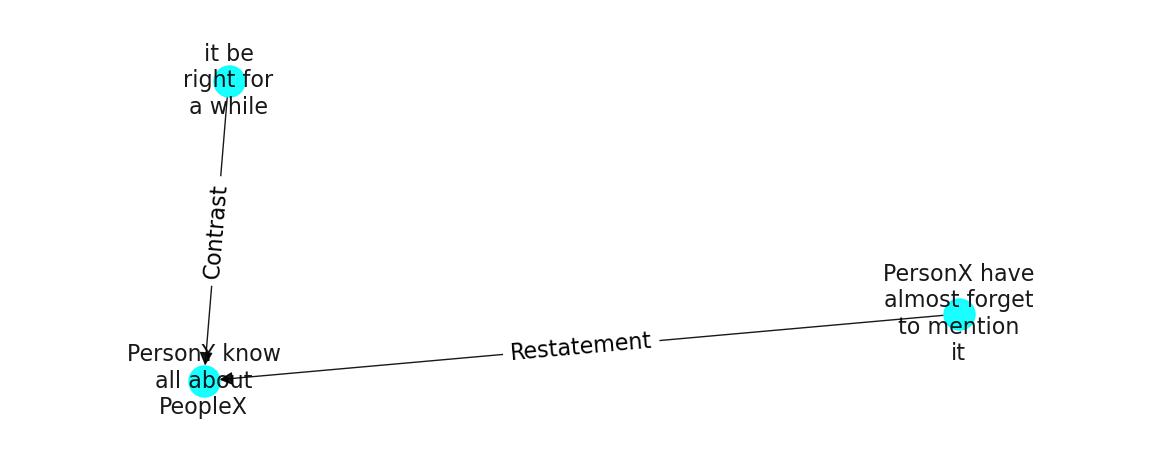 it be
right for
a while
Contrast
PersonX have
almost forget
to mention
it
Restatement
PersonY know
all about
PeopleX